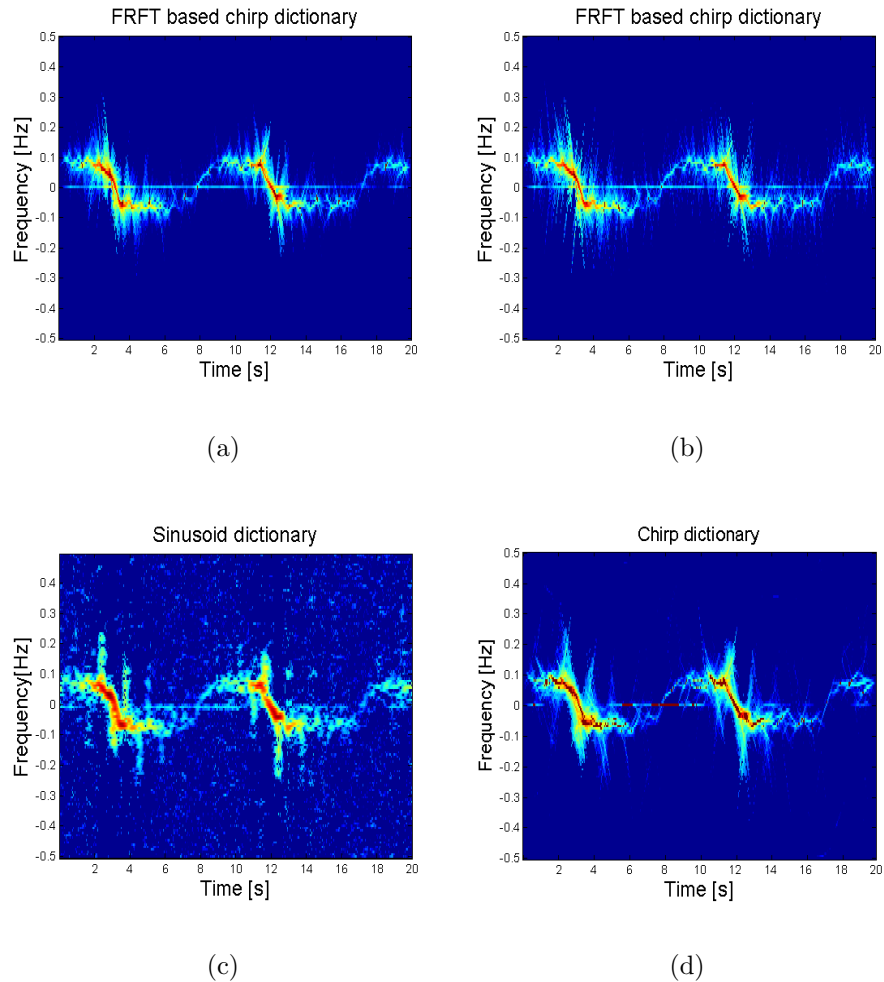 FRFT based chirp dictionary
Frequency [Hz]
0.5
0.4
0.3
0.2
0.1
0
-0.1
-0.2
-0.3
-0.4
-0.5
2 4 6 8 10 12 14 16 18 20
Time [s]
(a)
FRFT based chirp dictionary
Frequency [Hz]
0.5
0.4
0.3
0.2
0.1
0
-0.1
-0.2
-0.3
-0.4
-0.5
2 4 6 8 10 12 14 16 18 20
Time [s]
(b)
Sinusoid dictionary
Frequency[Hz]
0.4
0.3
0.2
0.1
0
-0.1
-0.2
-0.3
-0.4
-0.5
2 4 6 8 10 12 14 16 18 20
Time [s]
(c)
Chirp dictionary
Frequency [Hz]
0.5
0.4
0.3
0.2
0.1
0
-0.1
-0.2
-0.3
-0.4
-0.5
2 4 6 8 10 12 14 16 18 20
Time [s]
(d)